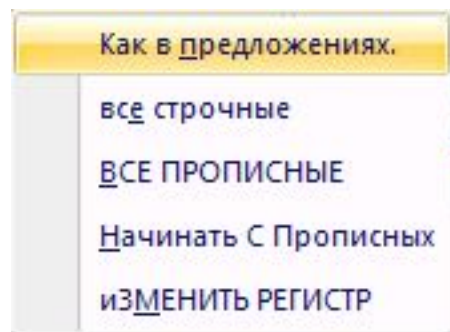 Как в предложениях.
все строчные
ВСЕ ПРОПИСНЫЕ
Начинать С Прописных
иЗМЕНИТЬ РЕГИСТР